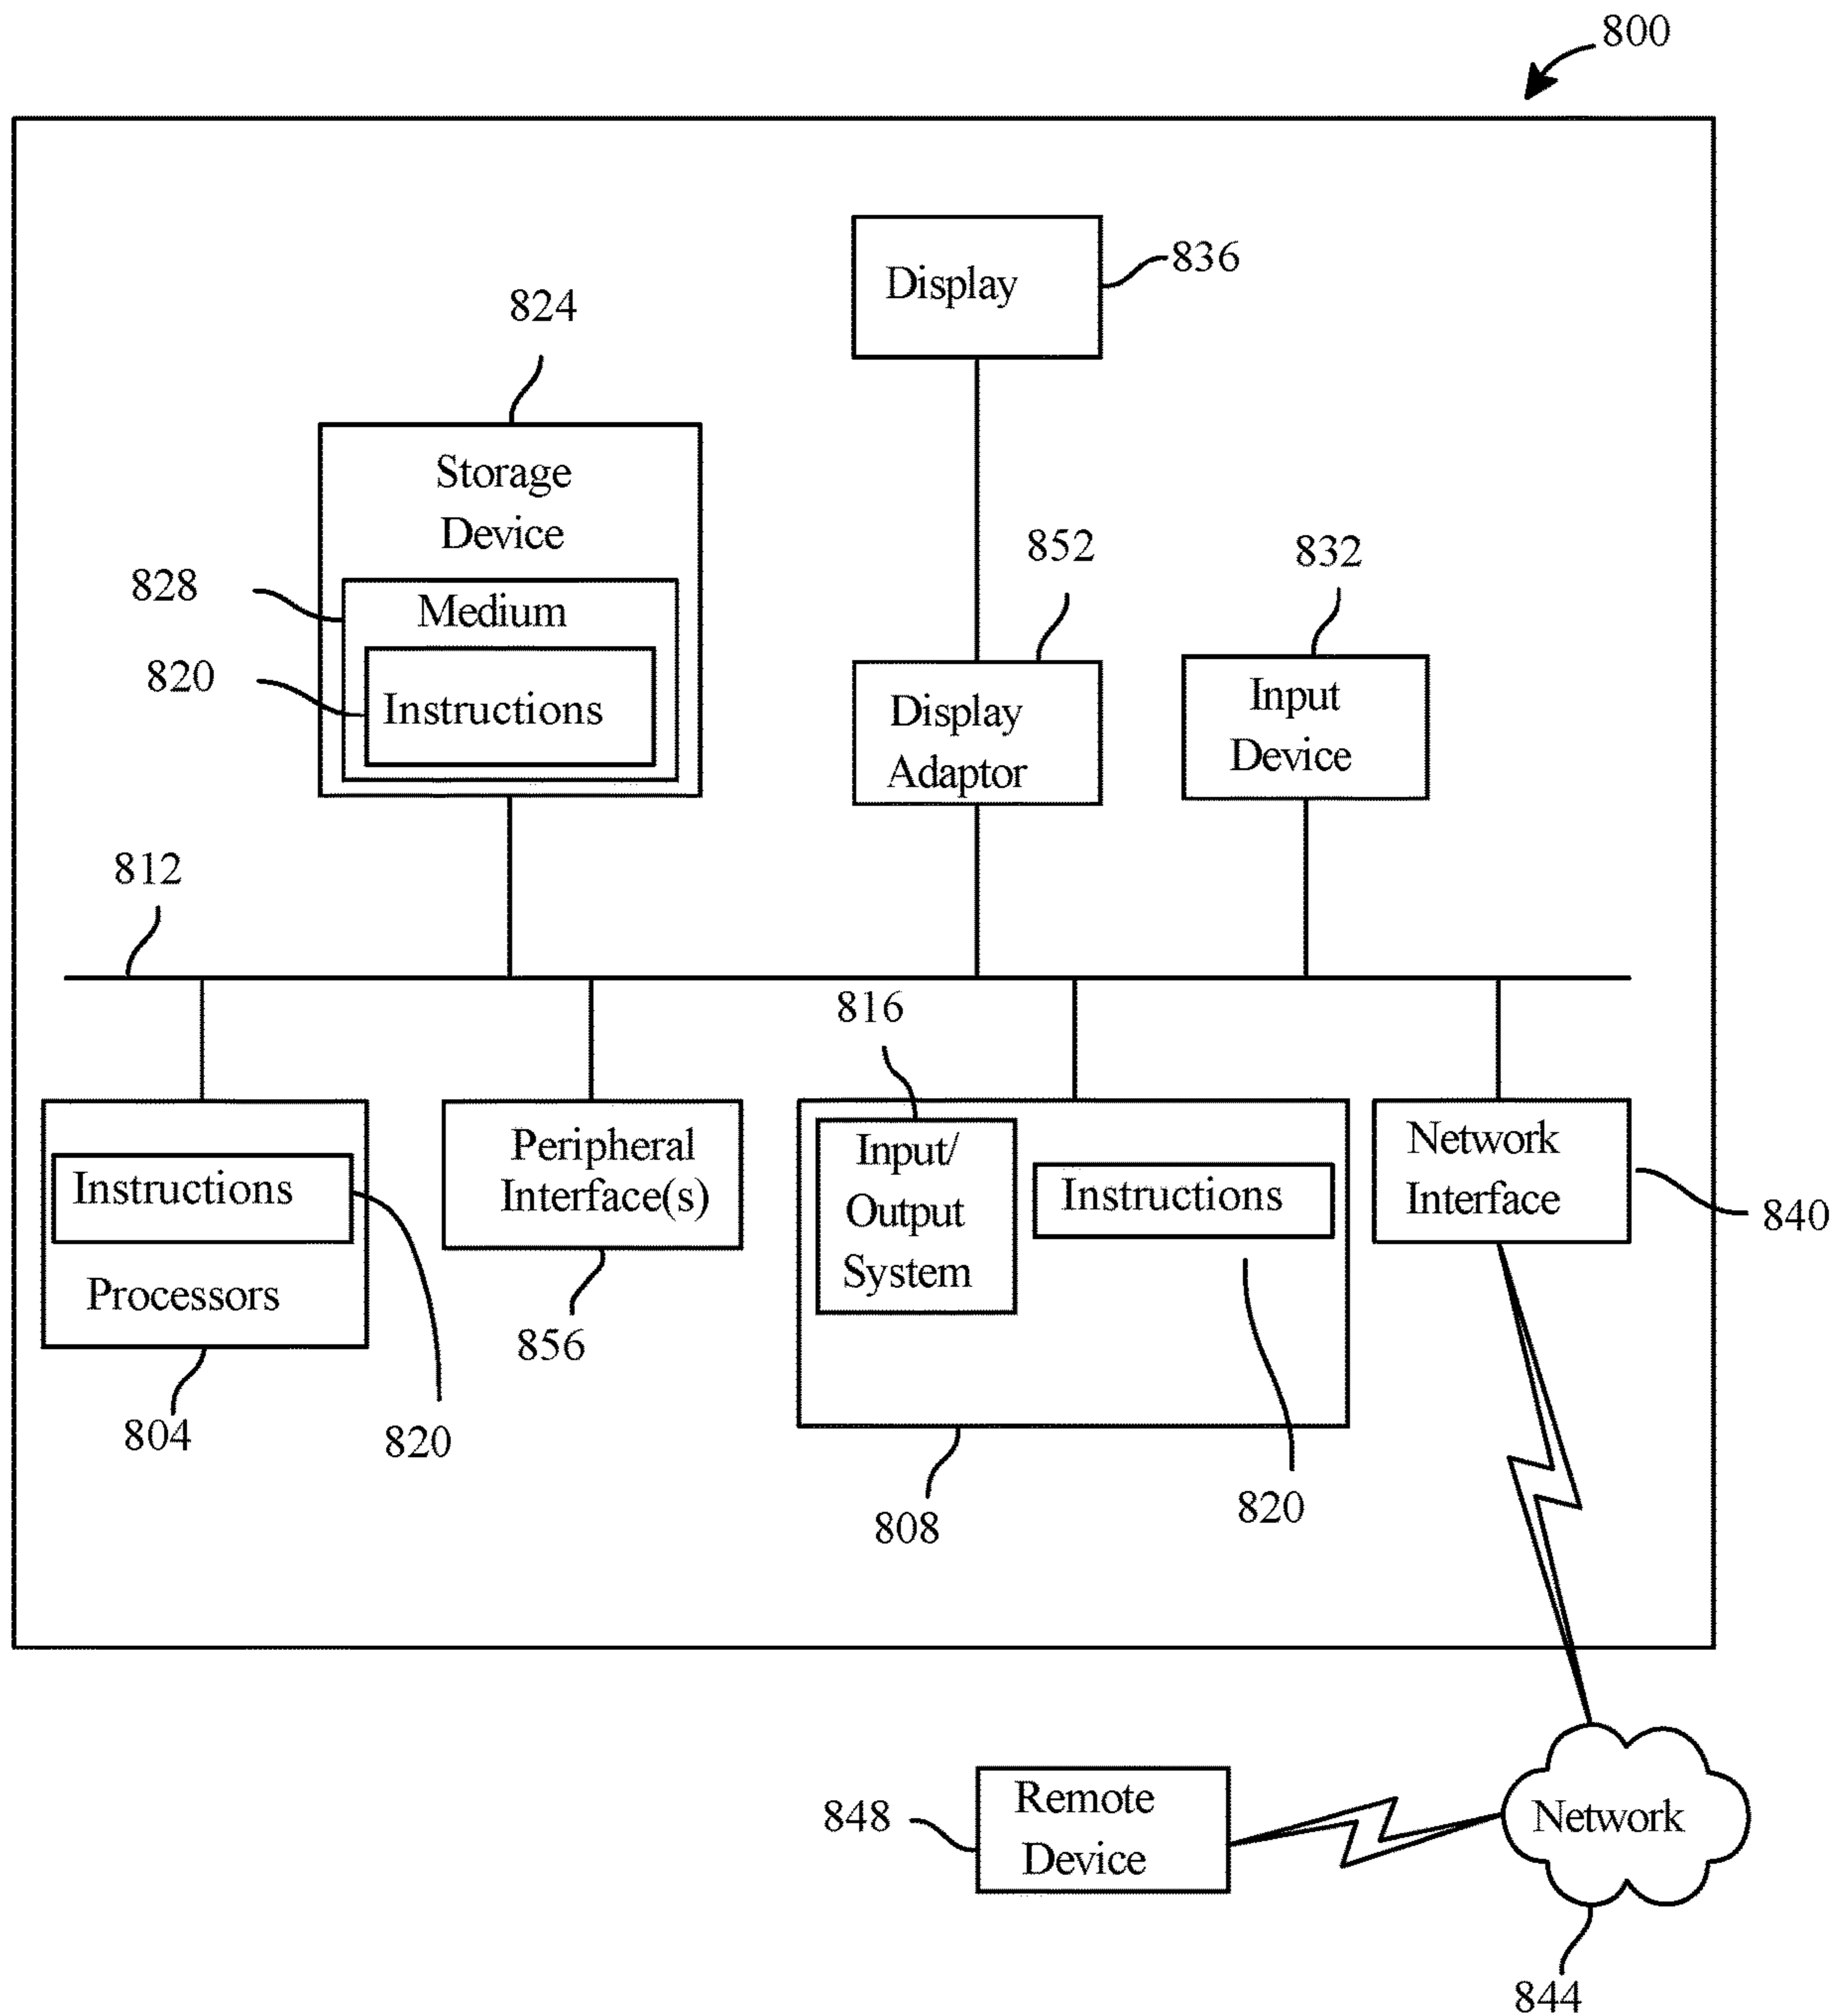 800
Display
836
824
Storage
Device
852
832
828
Medium
820
Instructions
Display
Adaptor
Input
Device
812
816
Instructions
Processors
Peripheral
Interface(s)
Input/
Output
System
Instructions
Network
Interface
840
856
804
820
808
820
848
Remote
Device
Network
844